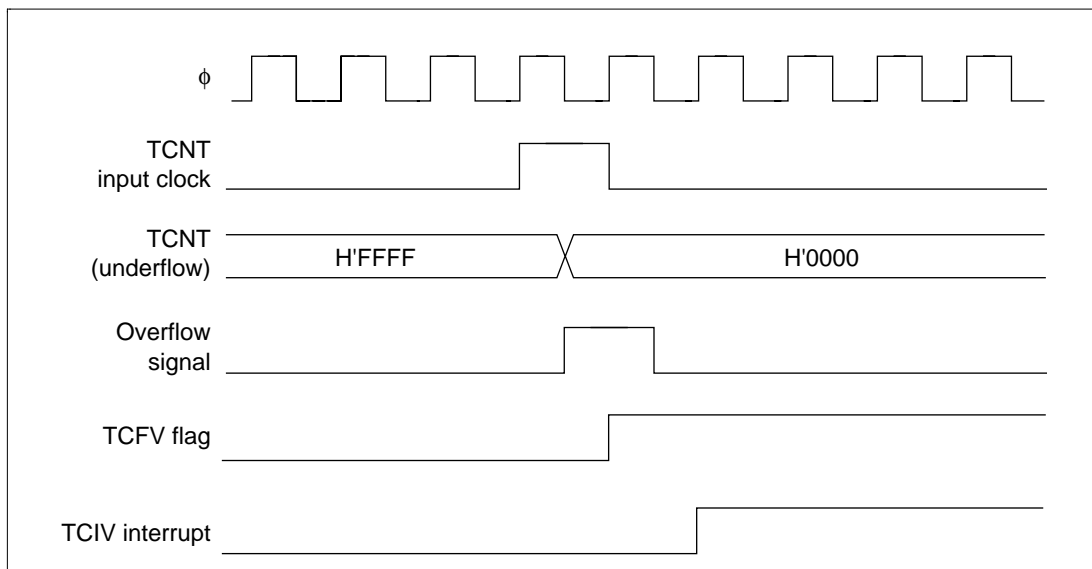 ϕ
TCNT
input clock
TCNT
(underflow)
H'FFFF
H'0000
Overflow
signal
TCFV flag
TCIV interrupt